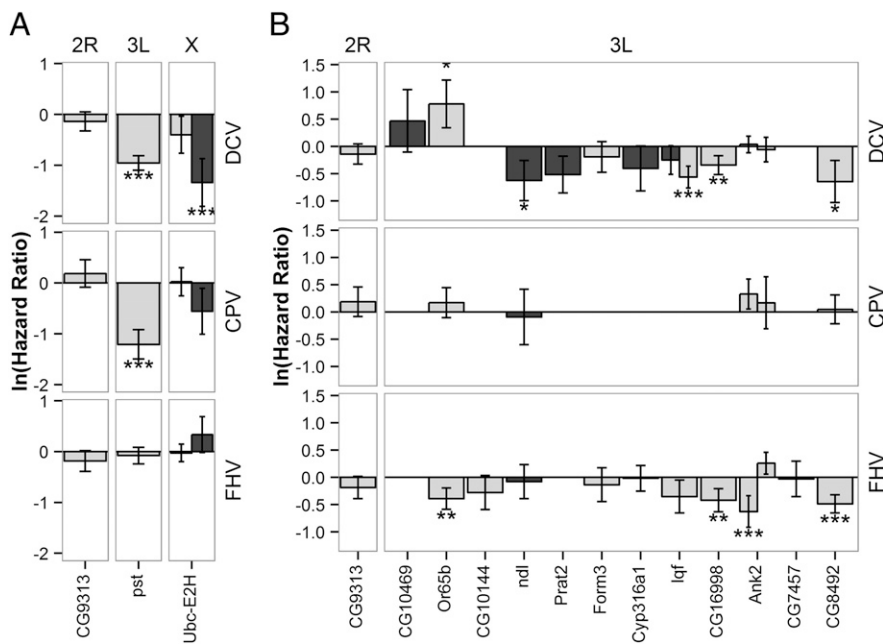 A
2R 3L X
1
0
-1
-2
***
***
DCV
1
0
-1
-2
***
CPV
1
0
-1
-2
FHV
ln(Hazard Ratio)
CG9313
pst
Ubc-E2H
B
2R 3L
1.5
1.0
0.5
0.0
-0.5
-1.0
*
*
***
**
*
DCV
1.5
1.0
0.5
0.0
-0.5
-1.0
CPV
1.5
1.0
0.5
0.0
-0.5
-1.0
**
**
***
***
FHV
ln(Hazard Ratio)
CG9313
CG10469
Or65b
CG10144
ndl
Prat2
Form3
Cyp316a1
lqf
CG16998
Ank2
CG7457
CG8492